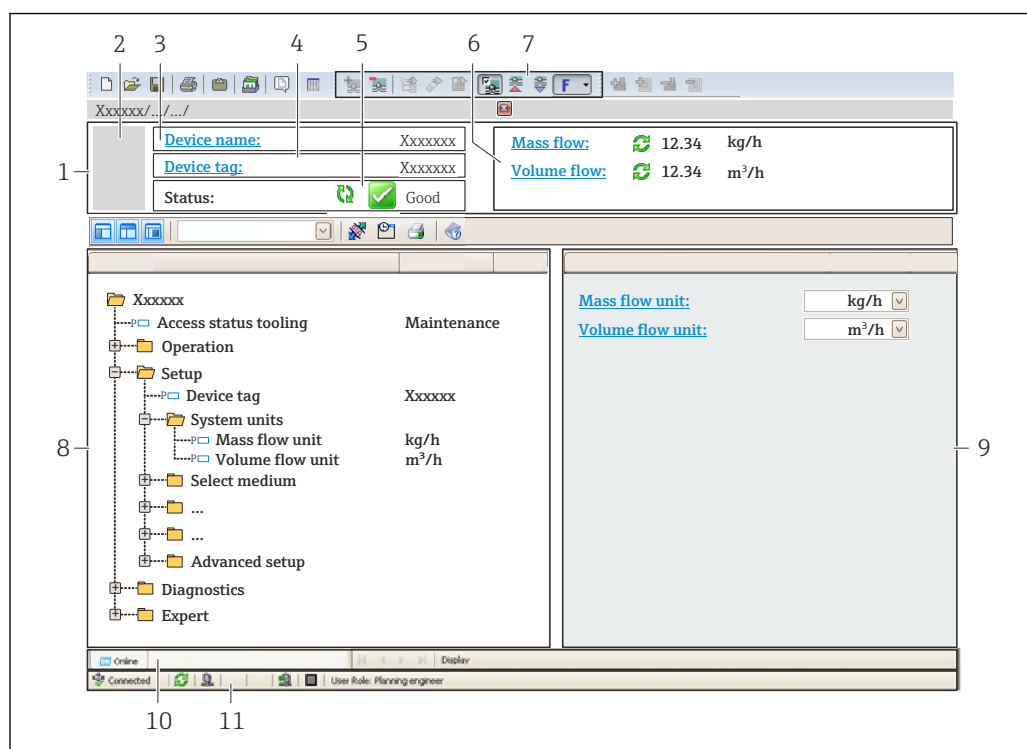 2 3 4 5 6 7
F
Xxxxxx/.../.../
1
Device name: Xxxxxxx
Device tag: Xxxxxxx
Status: Good
Mass flow: 12.34 kg/h
Volume flow: 12.34 m³/h
Xxxxxx
P Access status tooling Maintenance
Operation
Setup
P Device tag Xxxxxx
System units
P Mass flow unit kg/h
P Volume flow unit m³/h
Select medium
...
...
Advanced setup
Diagnostics
Expert
8
Mass flow unit: kg/h
Volume flow unit: m³/h
9
Online Display
Connected User Role: Planning engineer
10 11